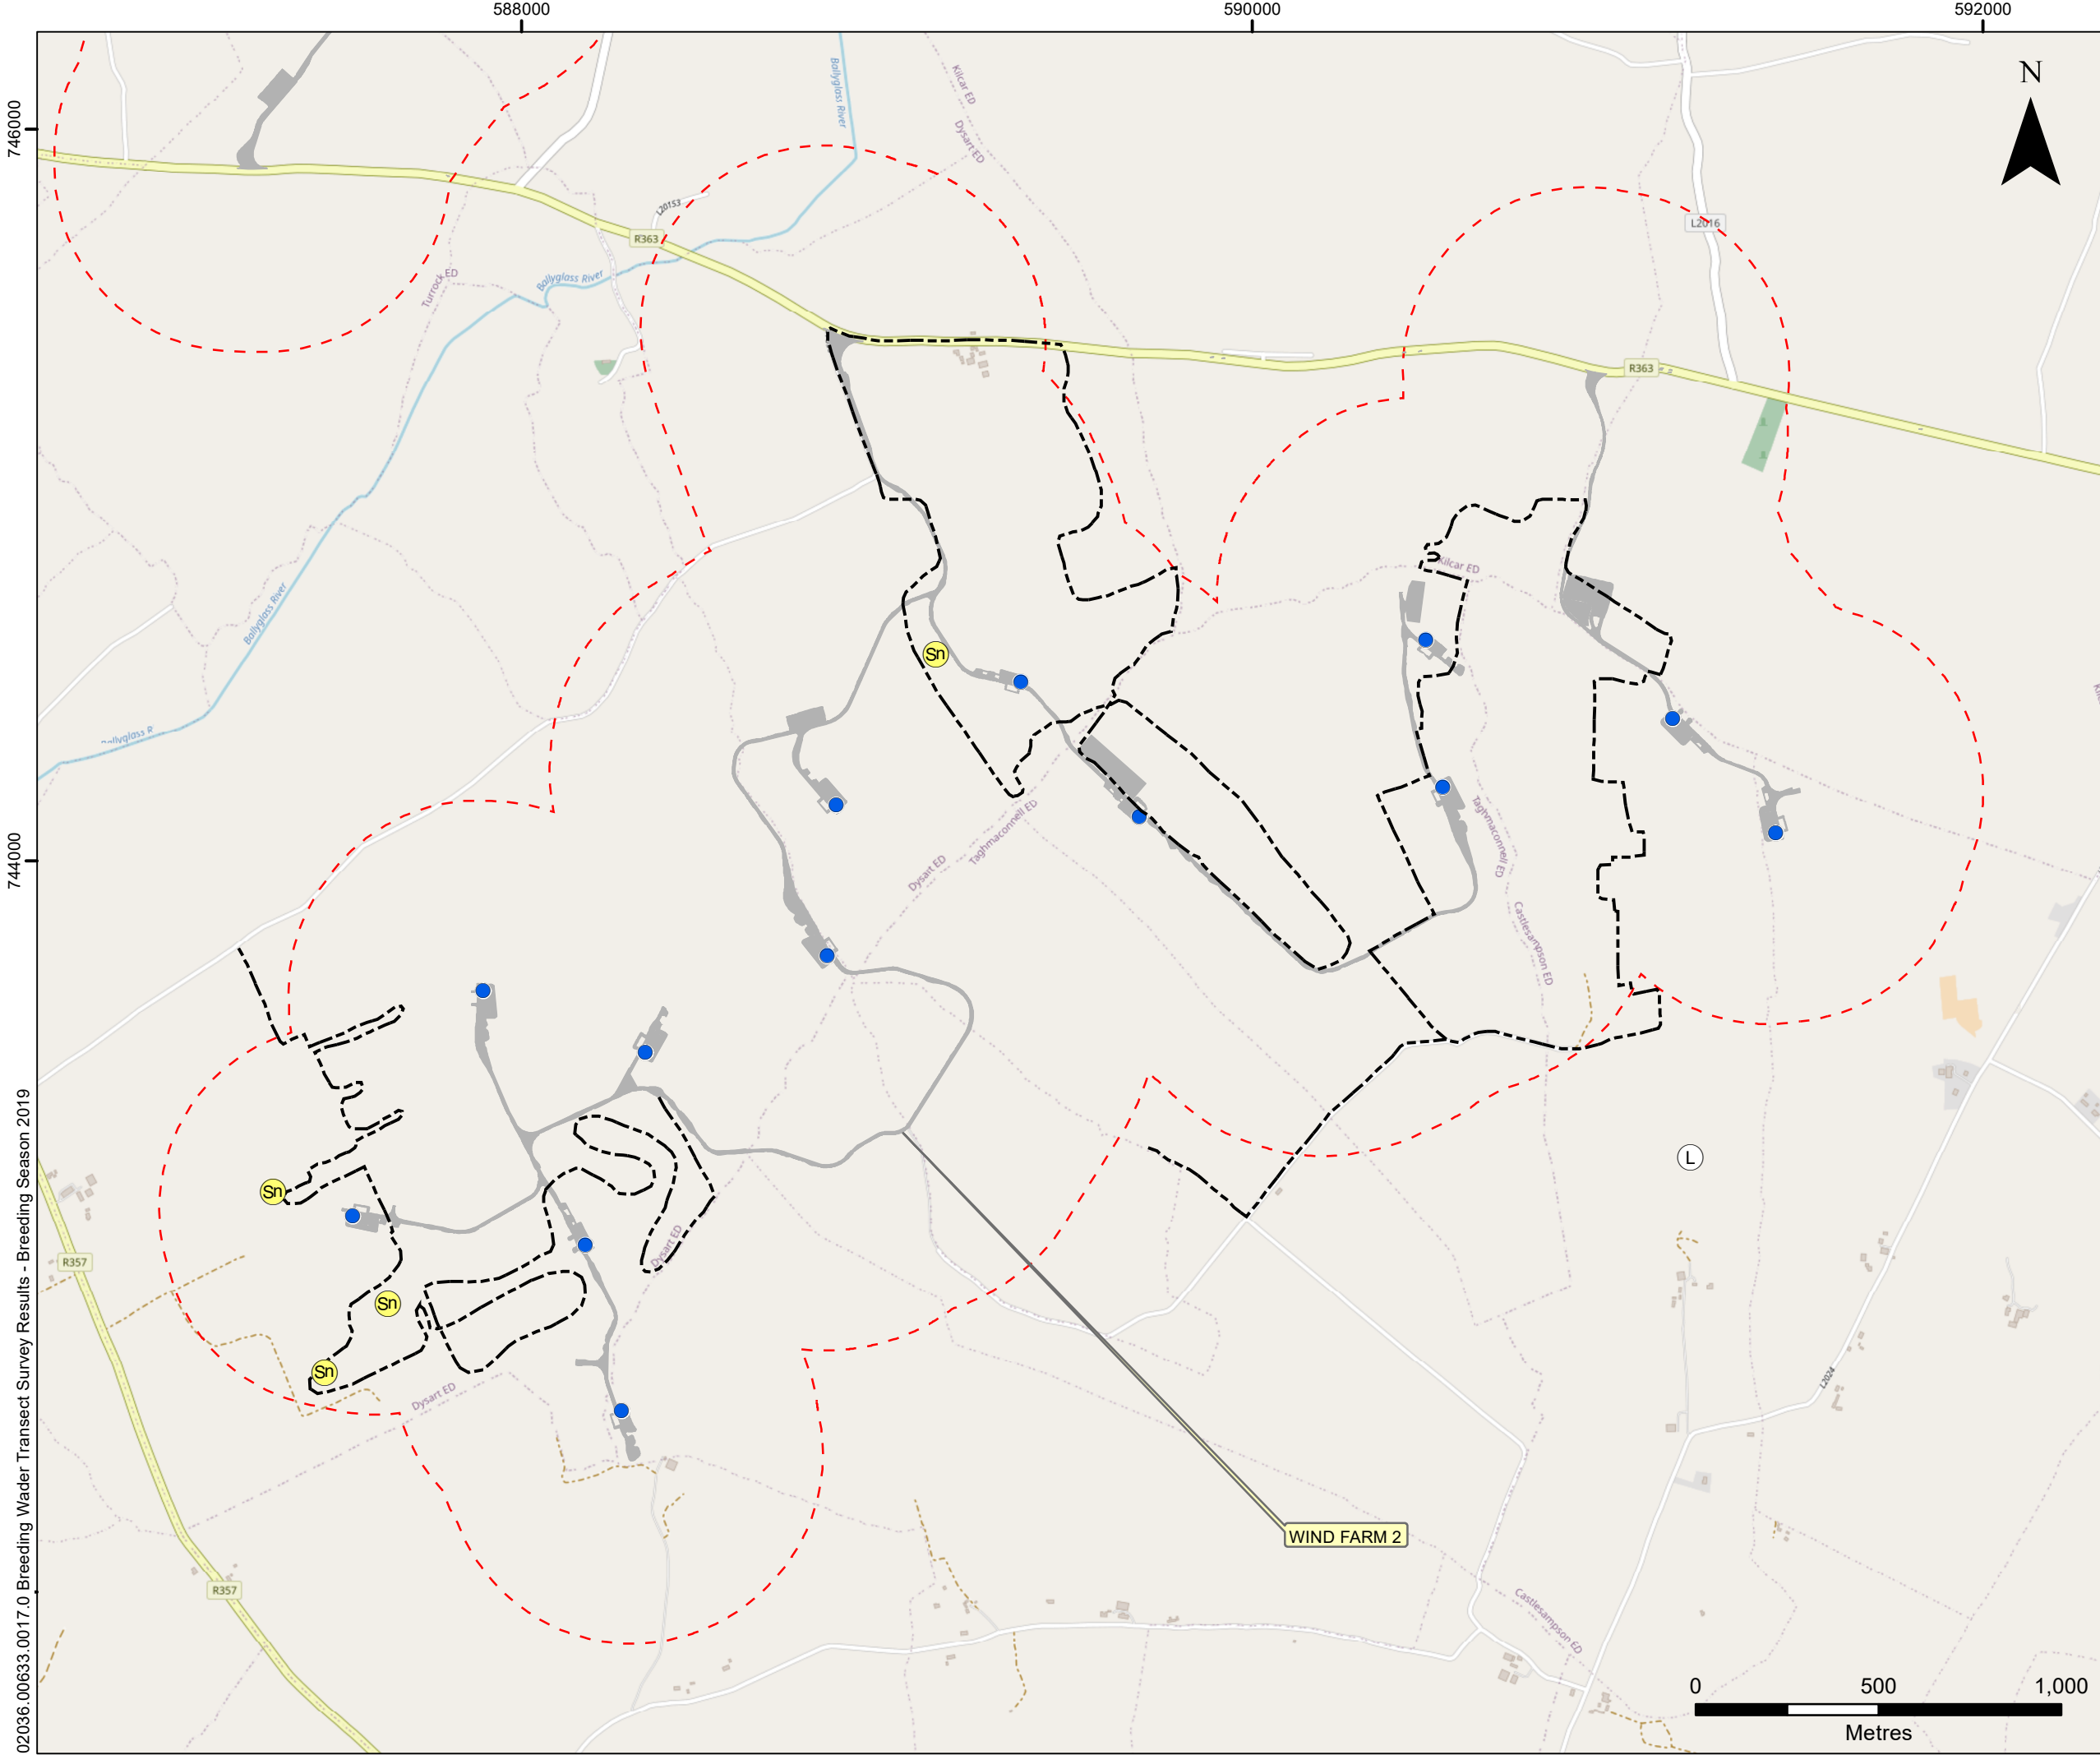 588000
590000
592000
746000
744000
N
Ballyglass River
Kilcar ED
Dysart ED
L20153
R363
L2016
Turrock ED
Ballyglass River
R363
Kilcar ED
Ballyglass River
Sn
Taghmaconnell ED
Dysart ED
Taghmaconnell ED
Castlesampson ED
L
Sn
Dysart ED
R357
Sn
Sn
Dysart ED
L2024
WIND FARM 2
R357
Castlesampson ED
0 500 1,000
Metres
02036.00633.0017.0 Breeding Wader Transect Survey Results - Breeding Season 2019